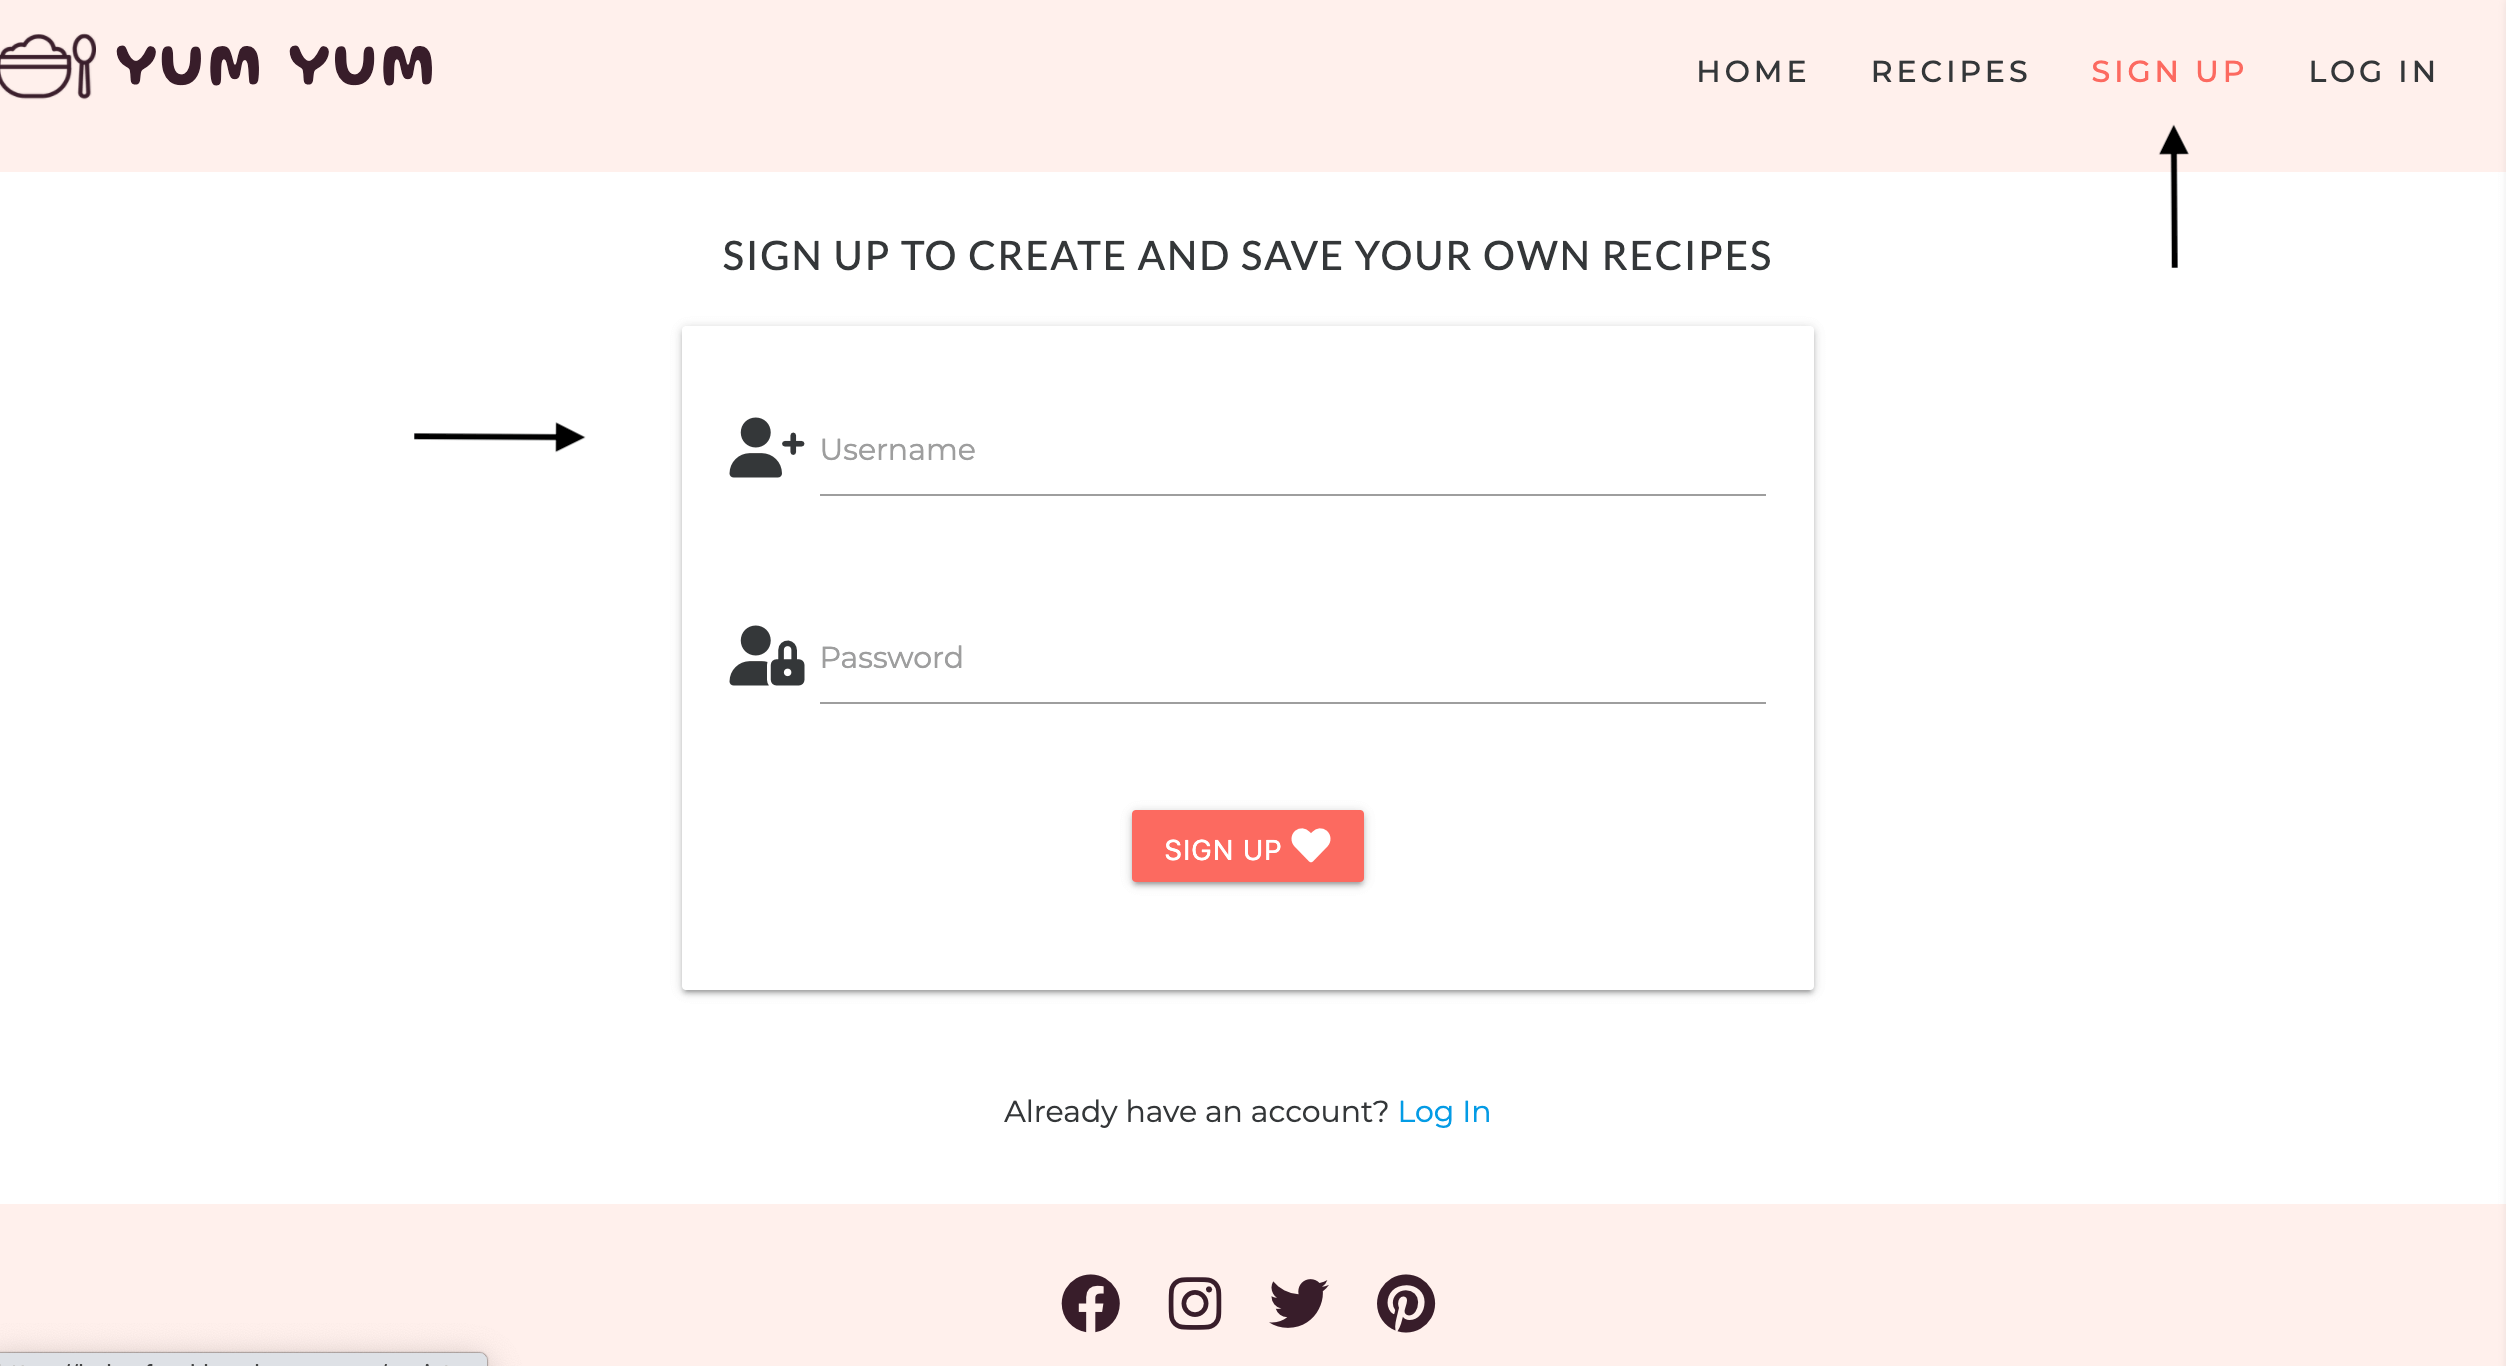 YUM YUM
HOME RECIPES SIGN UP LOG IN
SIGN UP TO CREATE AND SAVE YOUR OWN RECIPES
Username
Password
SIGN UP
Already have an account? Log In